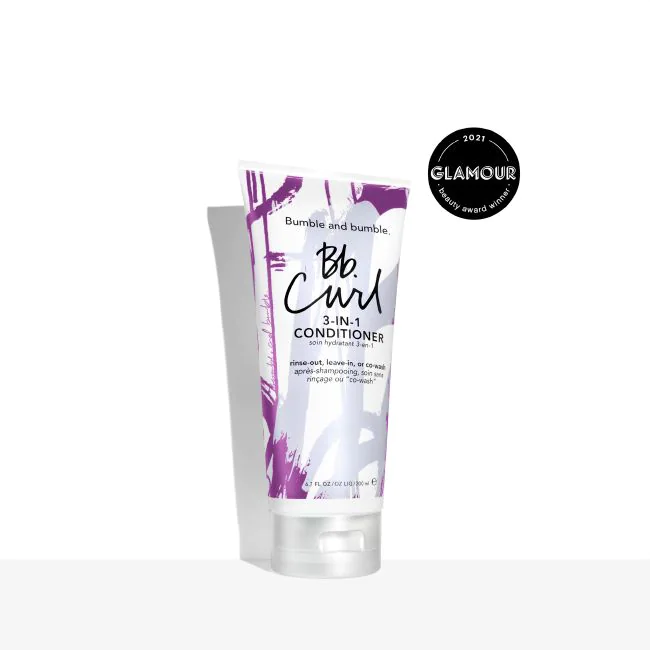 2021
GLAMOUR
· beauty award winner ·
Bumble and bumble.
Bb.
Curl
3-IN-1
CONDITIONER
soin hydratant 3-en-1
rinse-out, leave-in, or co-wash
après-shampooing, soin sans
rinçage ou "co-wash"
6.7 FL OZ/OZ LIQ/200 ml ℮